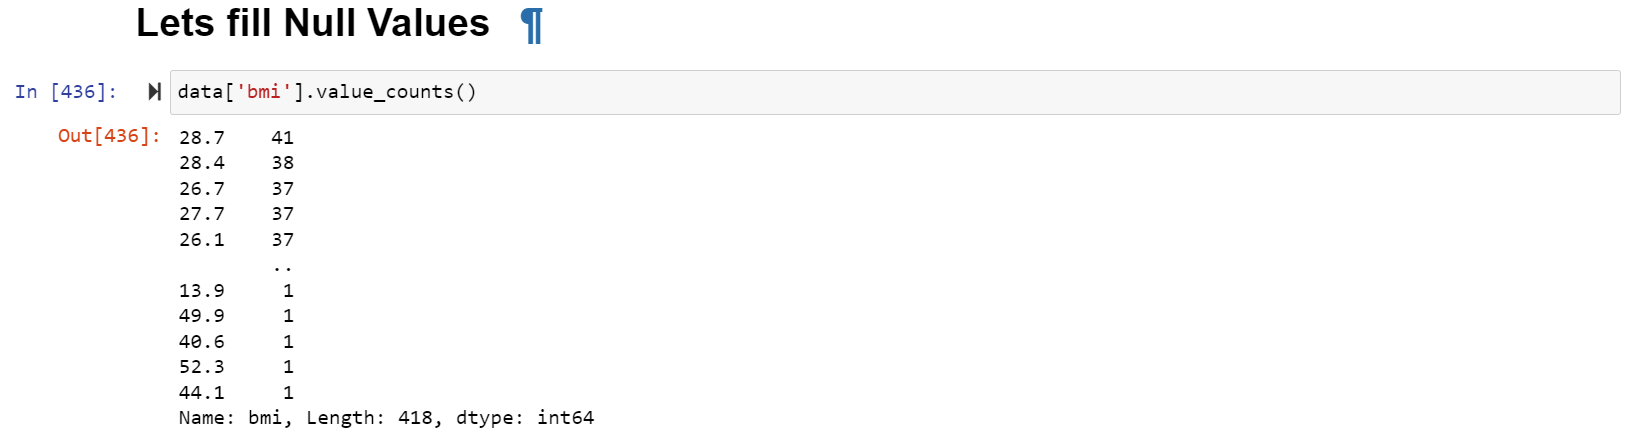 Lets fill Null Values ¶
In [436]: data['bmi'].value_counts()
Out[436]: 28.7    41
28.4    38
26.7    37
27.7    37
26.1    37
..
13.9    1
49.9    1
40.6    1
52.3    1
44.1    1
Name: bmi, Length: 418, dtype: int64